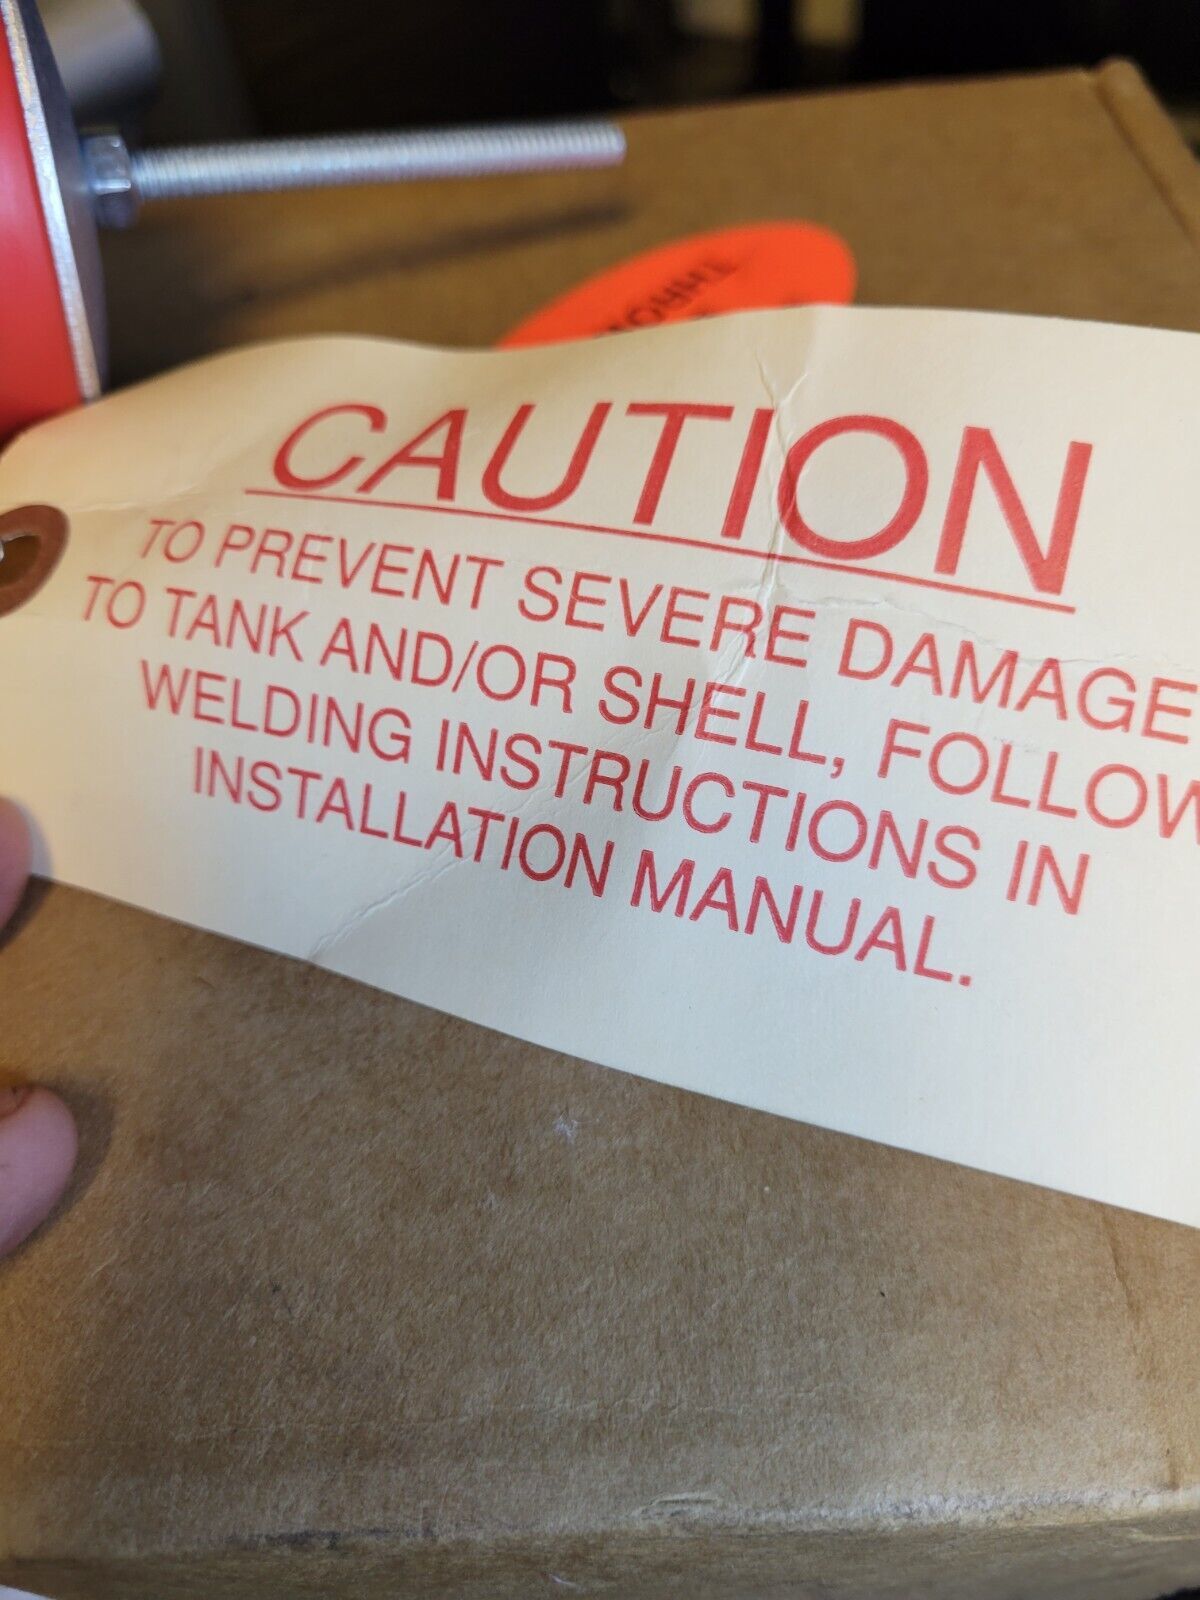 CAUTION
TO PREVENT SEVERE DAMAGE
TO TANK AND/OR SHELL, FOLLOW
WELDING INSTRUCTIONS IN
INSTALLATION MANUAL.